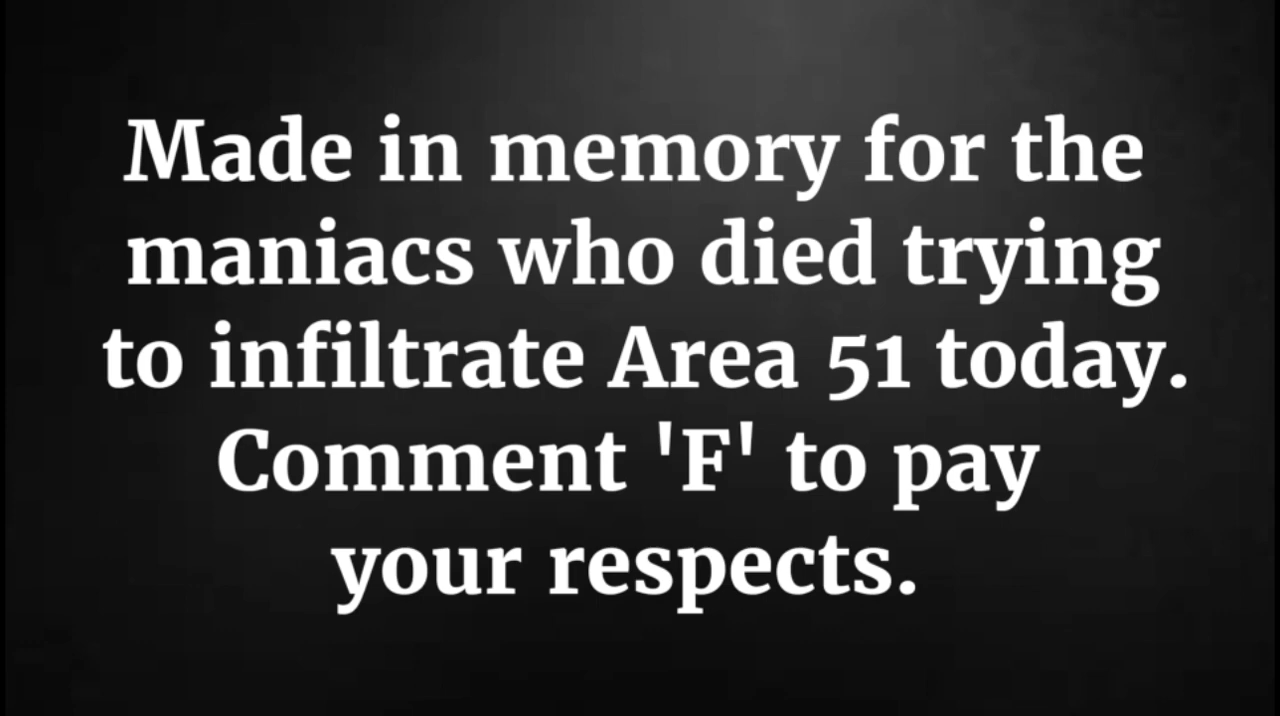 Made in memory for the
maniacs who died trying
to infiltrate Area 51 today.
Comment 'F' to pay
your respects.